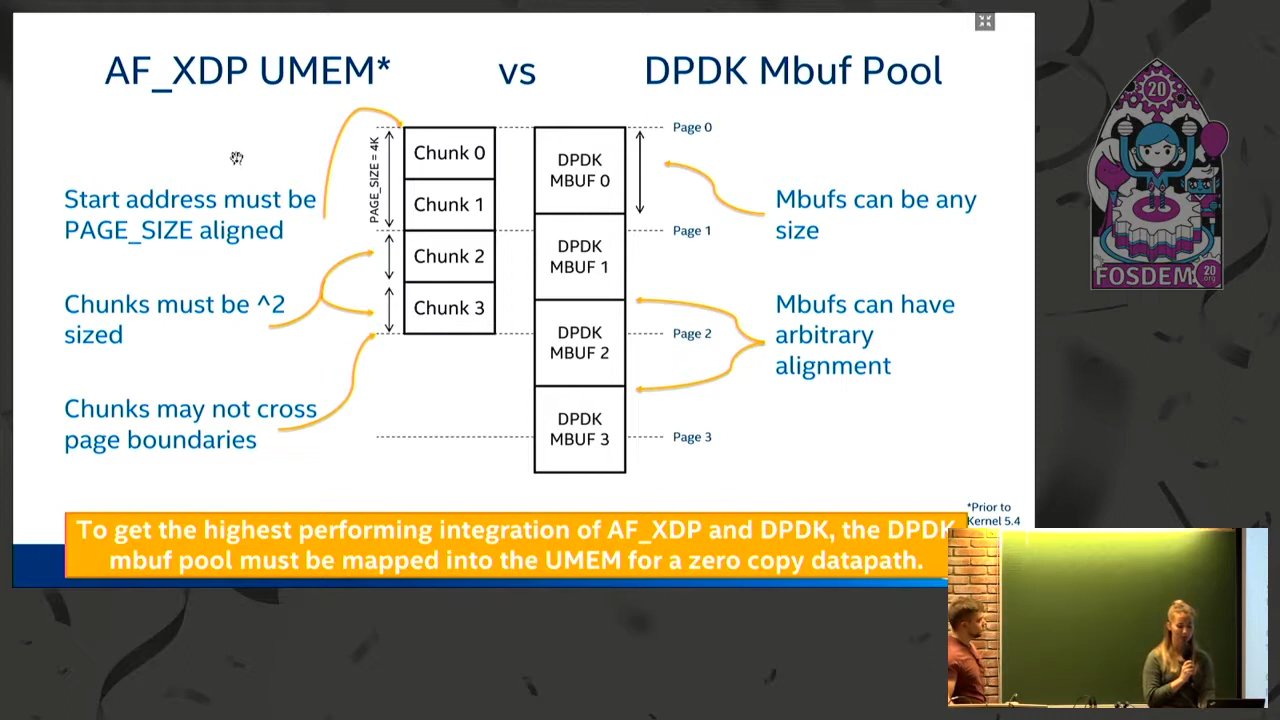 AF_XDP UMEM* vs DPDK Mbuf Pool
Start address must be
PAGE_SIZE aligned
Chunks must be ^2
sized
Chunks may not cross
page boundaries
PAGE_SIZE = 4K
Chunk 0
Chunk 1
Chunk 2
Chunk 3
DPDK
MBUF 0
DPDK
MBUF 1
DPDK
MBUF 2
DPDK
MBUF 3
Page 0
Page 1
Page 2
Page 3
Mbufs can be any
size
Mbufs can have
arbitrary
alignment
*Prior to
Kernel 5.4
To get the highest performing integration of AF_XDP and DPDK, the DPDK
mbuf pool must be mapped into the UMEM for a zero copy datapath.
20
FOSDEM
20
.org